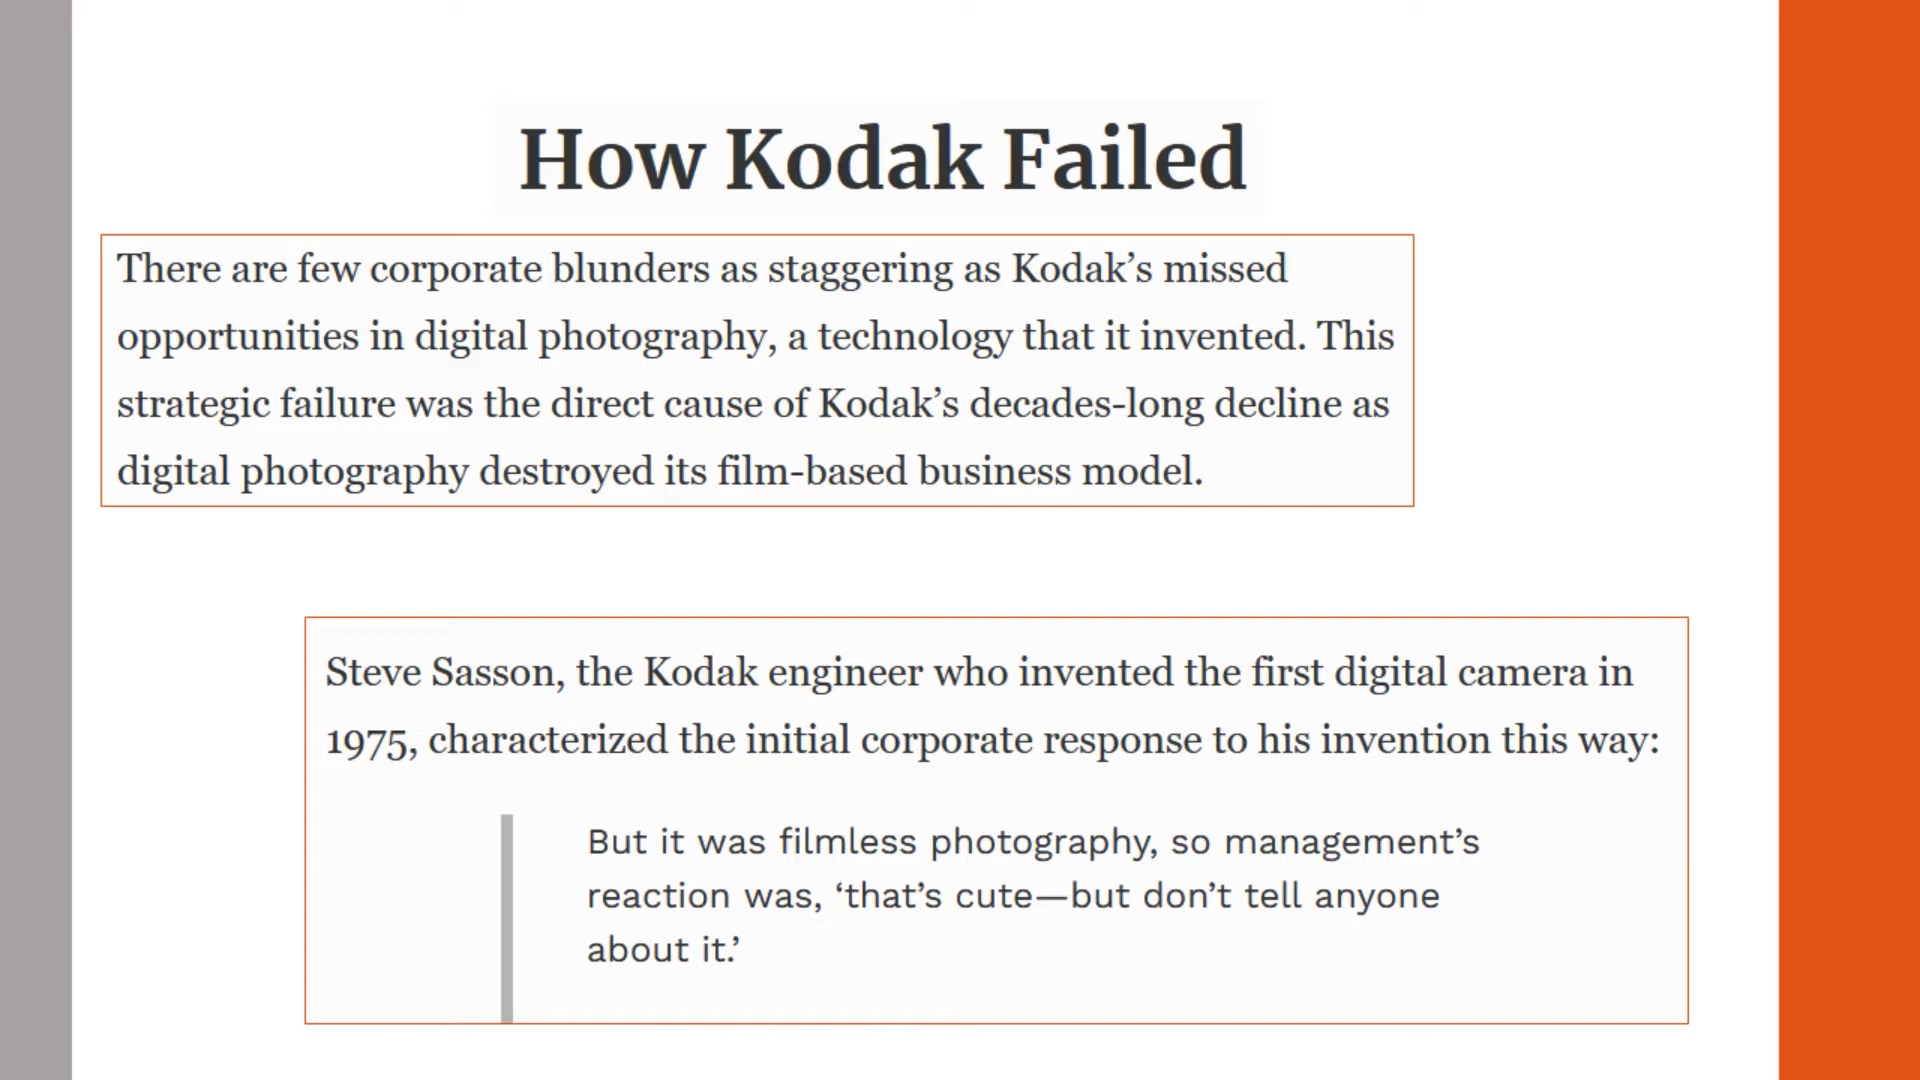 How Kodak Failed
There are few corporate blunders as staggering as Kodak’s missed
opportunities in digital photography, a technology that it invented. This
strategic failure was the direct cause of Kodak’s decades-long decline as
digital photography destroyed its film-based business model.
Steve Sasson, the Kodak engineer who invented the first digital camera in
1975, characterized the initial corporate response to his invention this way:
But it was filmless photography, so management’s
reaction was, ‘that’s cute—but don’t tell anyone
about it.’